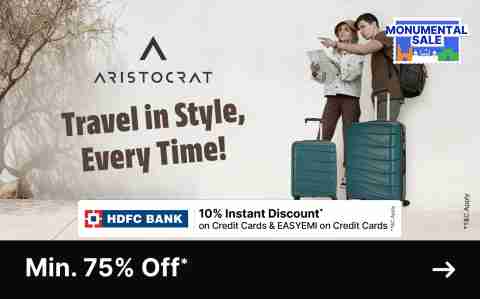 MONUMENTAL
SALE
ARISTOCRAT
Travel in Style,
Every Time!
HDFC BANK
10% Instant Discount*
on Credit Cards & EASYEMI on Credit Cards
*T&C Apply
*T&C Apply
Min. 75% Off*